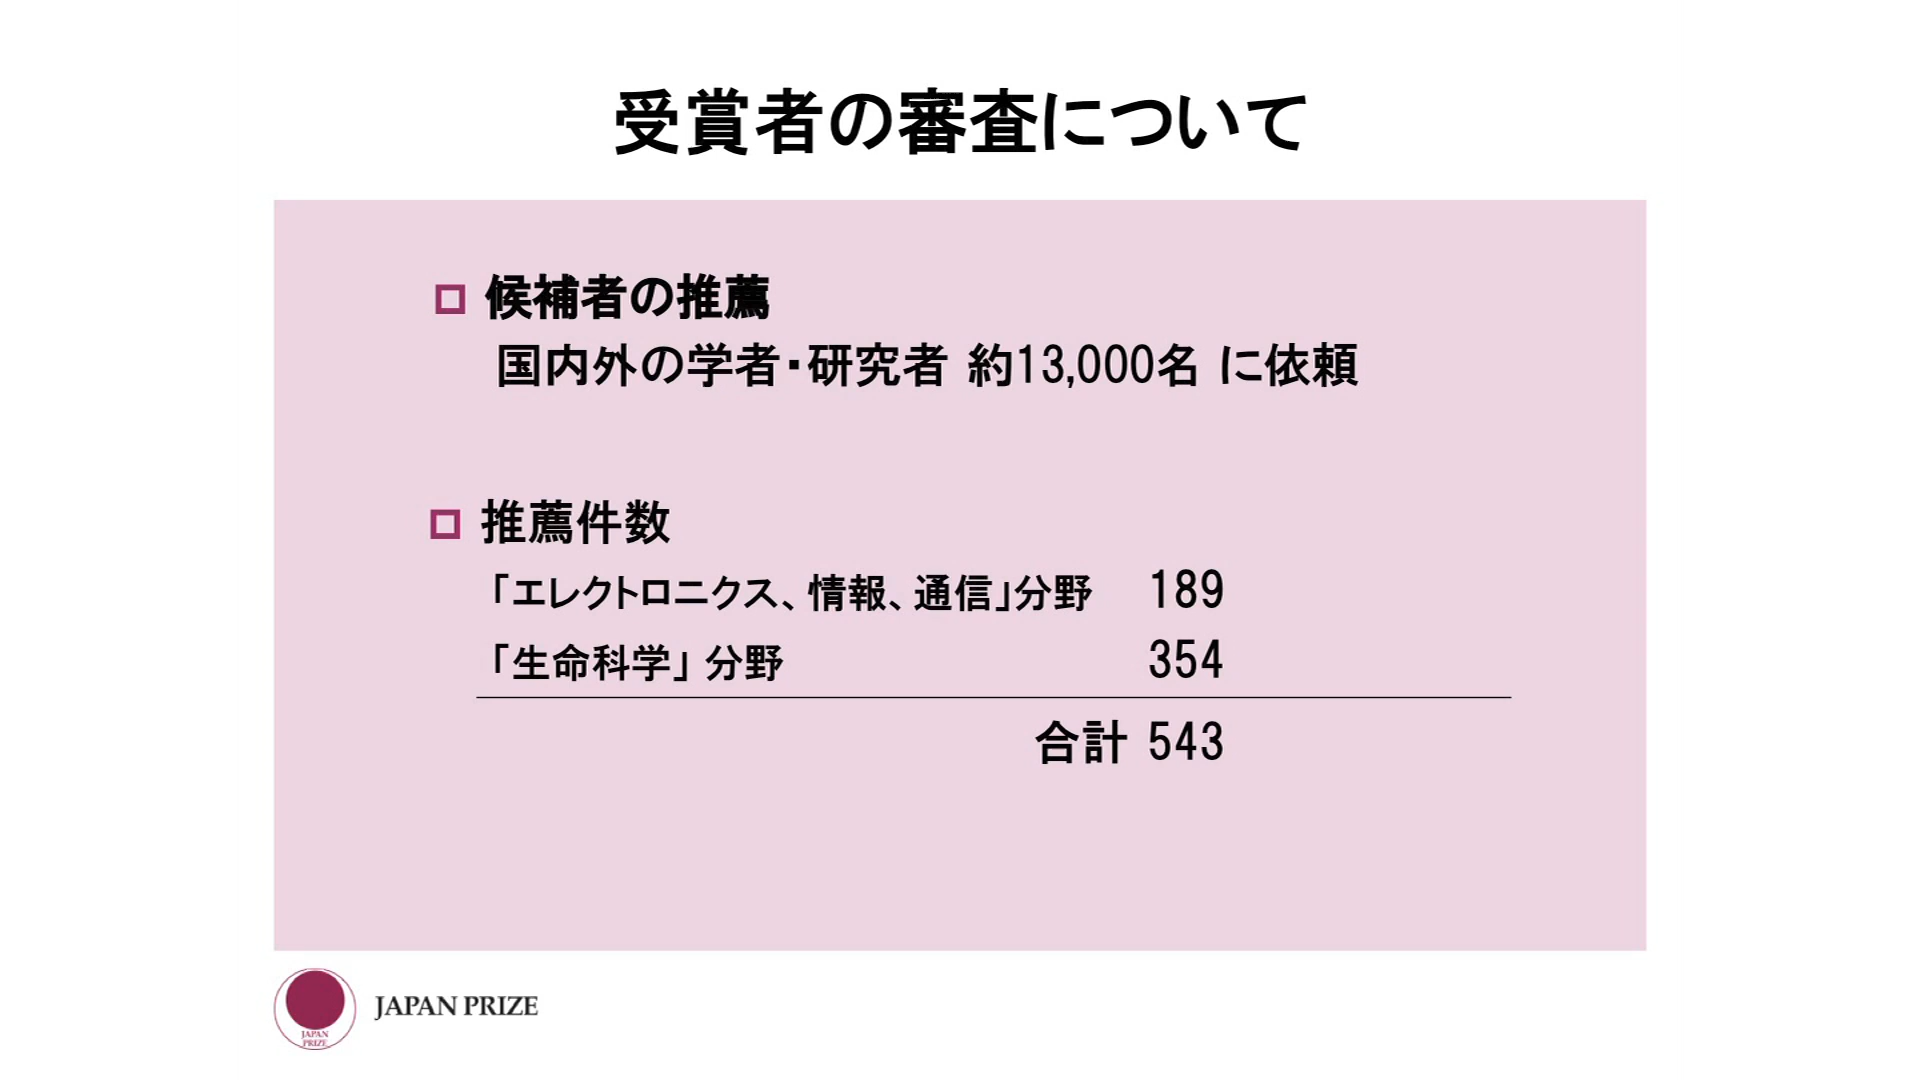 受賞者の審査について
候補者の推薦
国内外の学者・研究者 約13,000名 に依頼
推薦件数
「エレクトロニクス、情報、通信」分野 189
「生命科学」 分野 354
合計 543
JAPAN PRIZE
JAPAN
PRIZE